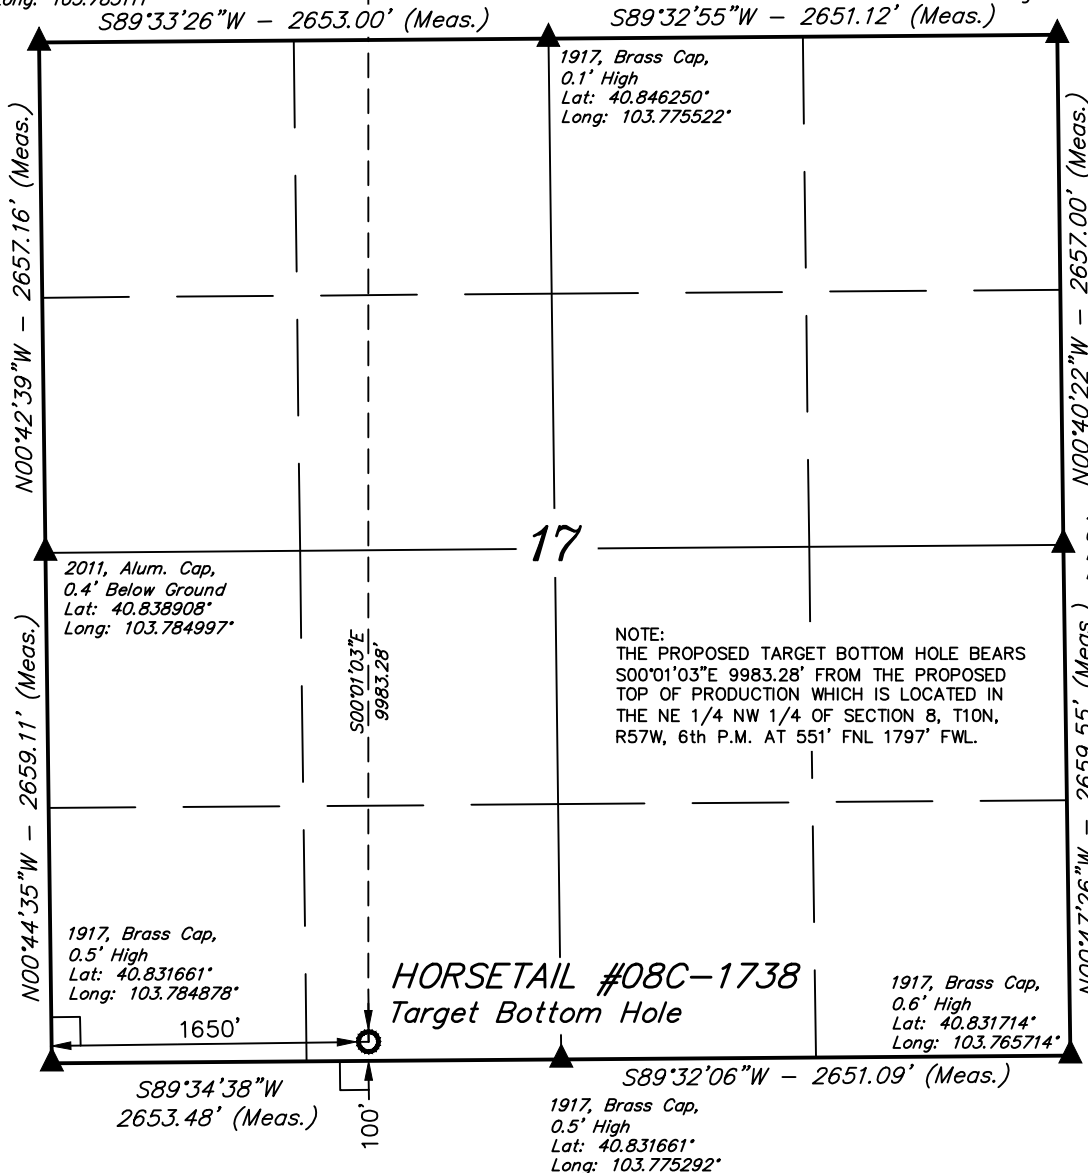 Long: 103.785111°
S89°33'26"W - 2653.00' (Meas.)
S89°32'55"W - 2651.12' (Meas.)
1917, Brass Cap,
0.1' High
Lat: 40.846250°
Long: 103.775522°
N00°42'39"W - 2657.16' (Meas.)
N00°40'22"W - 2657.00' (Meas.)
17
2011, Alum. Cap,
0.4' Below Ground
Lat: 40.838908°
Long: 103.784997°
S00°01'03"E
9983.28'
NOTE:
THE PROPOSED TARGET BOTTOM HOLE BEARS
S00°01'03"E 9983.28' FROM THE PROPOSED
TOP OF PRODUCTION WHICH IS LOCATED IN
THE NE 1/4 NW 1/4 OF SECTION 8, T10N,
R57W, 6th P.M. AT 551' FNL 1797' FWL.
N00°44'35"W - 2659.11' (Meas.)
N00°47'26"W - 2659.55' (Meas.)
1917, Brass Cap,
0.5' High
Lat: 40.831661°
Long: 103.784878°
HORSETAIL #08C-1738
Target Bottom Hole
1917, Brass Cap,
0.6' High
Lat: 40.831714°
Long: 103.765714°
1650'
S89°34'38"W
2653.48' (Meas.)
100'
S89°32'06"W - 2651.09' (Meas.)
1917, Brass Cap,
0.5' High
Lat: 40.831661°
Long: 103.775292°